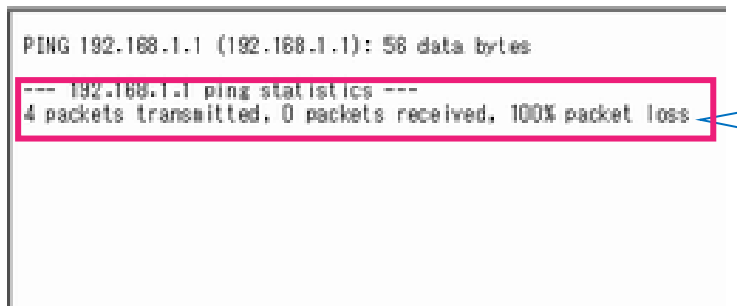 PING 192.168.1.1 (192.168.1.1): 56 data bytes
--- 192.168.1.1 ping statistics ---
4 packets transmitted, 0 packets received, 100% packet loss